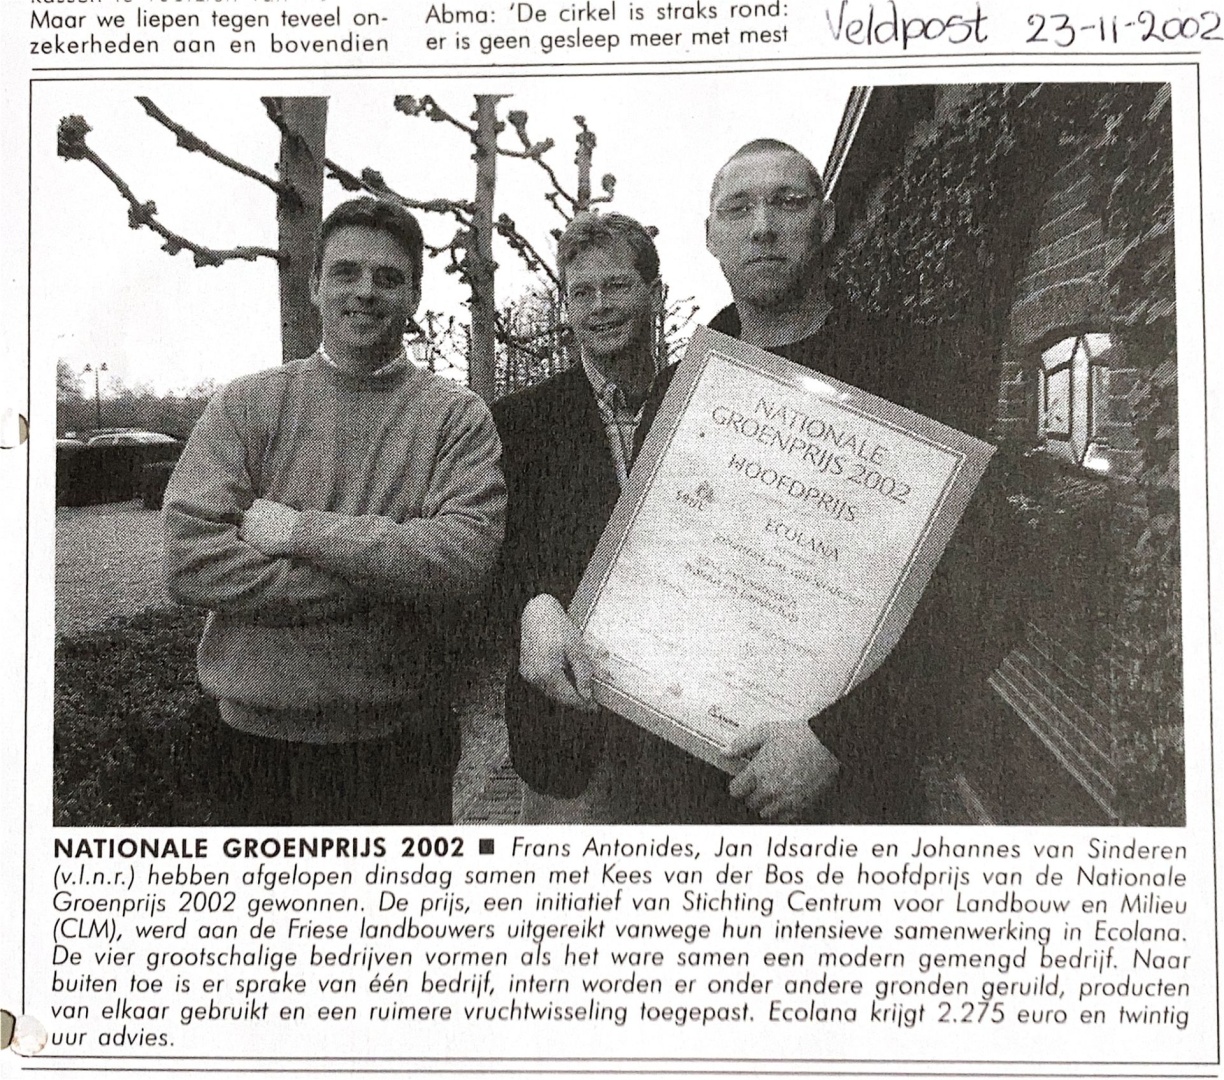 Maar we liepen tegen teveel on-
zekerheden aan en bovendien
Abma: 'De cirkel is straks rond:
er is geen gesleep meer met mest
Veldpost 23-11-2002
NATIONALE
GROENPRIJS 2002
HOOFDPRIJS
ECOLANA
NATIONALE GROENPRIJS 2002 ■ Frans Antonides, Jan Idsardie en Johannes van Sinderen
(v.l.n.r.) hebben afgelopen dinsdag samen met Kees van der Bos de hoofdprijs van de Nationale
Groenprijs 2002 gewonnen. De prijs, een initiatief van Stichting Centrum voor Landbouw en Milieu
(CLM), werd aan de Friese landbouwers uitgereikt vanwege hun intensieve samenwerking in Ecolana.
De vier grootschalige bedrijven vormen als het ware samen een modern gemengd bedrijf. Naar
buiten toe is er sprake van één bedrijf, intern worden er onder andere gronden geruild, producten
van elkaar gebruikt en een ruimere vruchtwisseling toegepast. Ecolana krijgt 2.275 euro en twintig
uur advies.